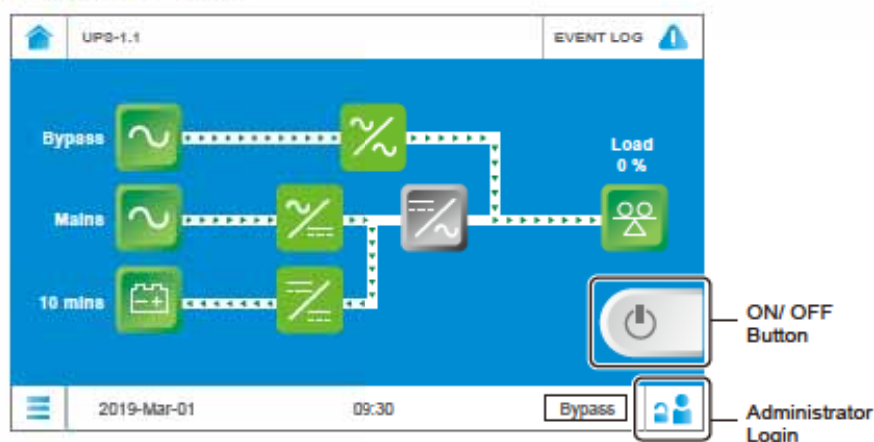 UPS-1.1
EVENT LOG
Bypass
Load
0 %
Mains
10 mins
ON/ OFF
Button
2019-Mar-01
09:30
Bypass
Administrator
Login